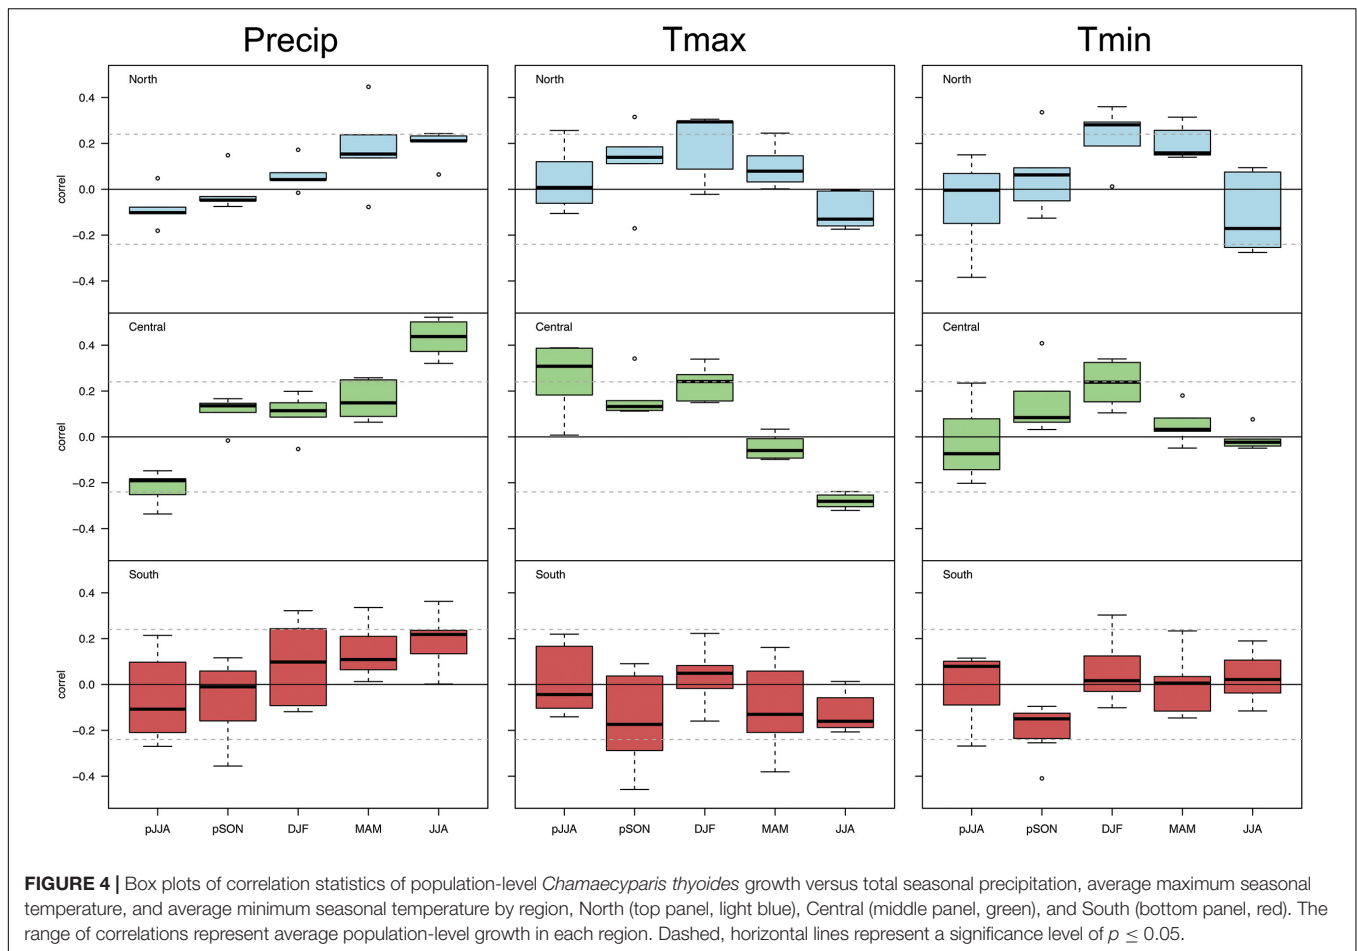 Precip Tmax Tmin
North North North
0.4
0.2
0.0
−0.2
−0.4
correl
Central Central Central
0.4
0.2
0.0
−0.2
−0.4
correl
South South South
0.4
0.2
0.0
−0.2
−0.4
correl
pJJA pSON DJF MAM JJA pJJA pSON DJF MAM JJA pJJA pSON DJF MAM JJA
FIGURE 4 | Box plots of correlation statistics of population-level Chamaecyparis thyoides growth versus total seasonal precipitation, average maximum seasonal
temperature, and average minimum seasonal temperature by region, North (top panel, light blue), Central (middle panel, green), and South (bottom panel, red). The
range of correlations represent average population-level growth in each region. Dashed, horizontal lines represent a significance level of p ≤ 0.05.